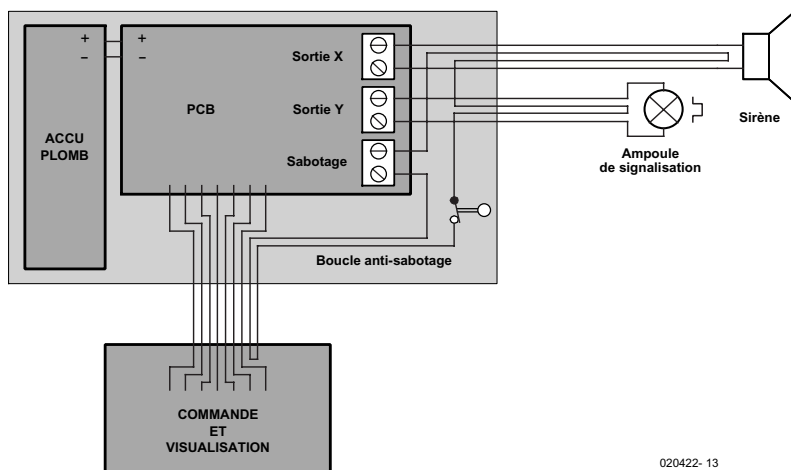 +
–
+
–
ACCU
PLOMB
PCB
Sortie X
Sortie Y
Sabotage
Boucle anti-sabotage
Sirène
Ampoule
de signalisation
COMMANDE
ET
VISUALISATION
020422- 13